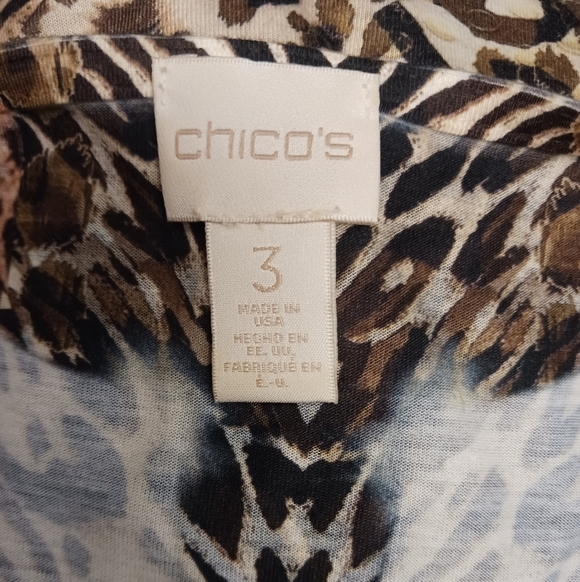 chico's
3
MADE IN
USA
HECHO EN
EE. UU.
FABRIQUÉ EN
É.-U.